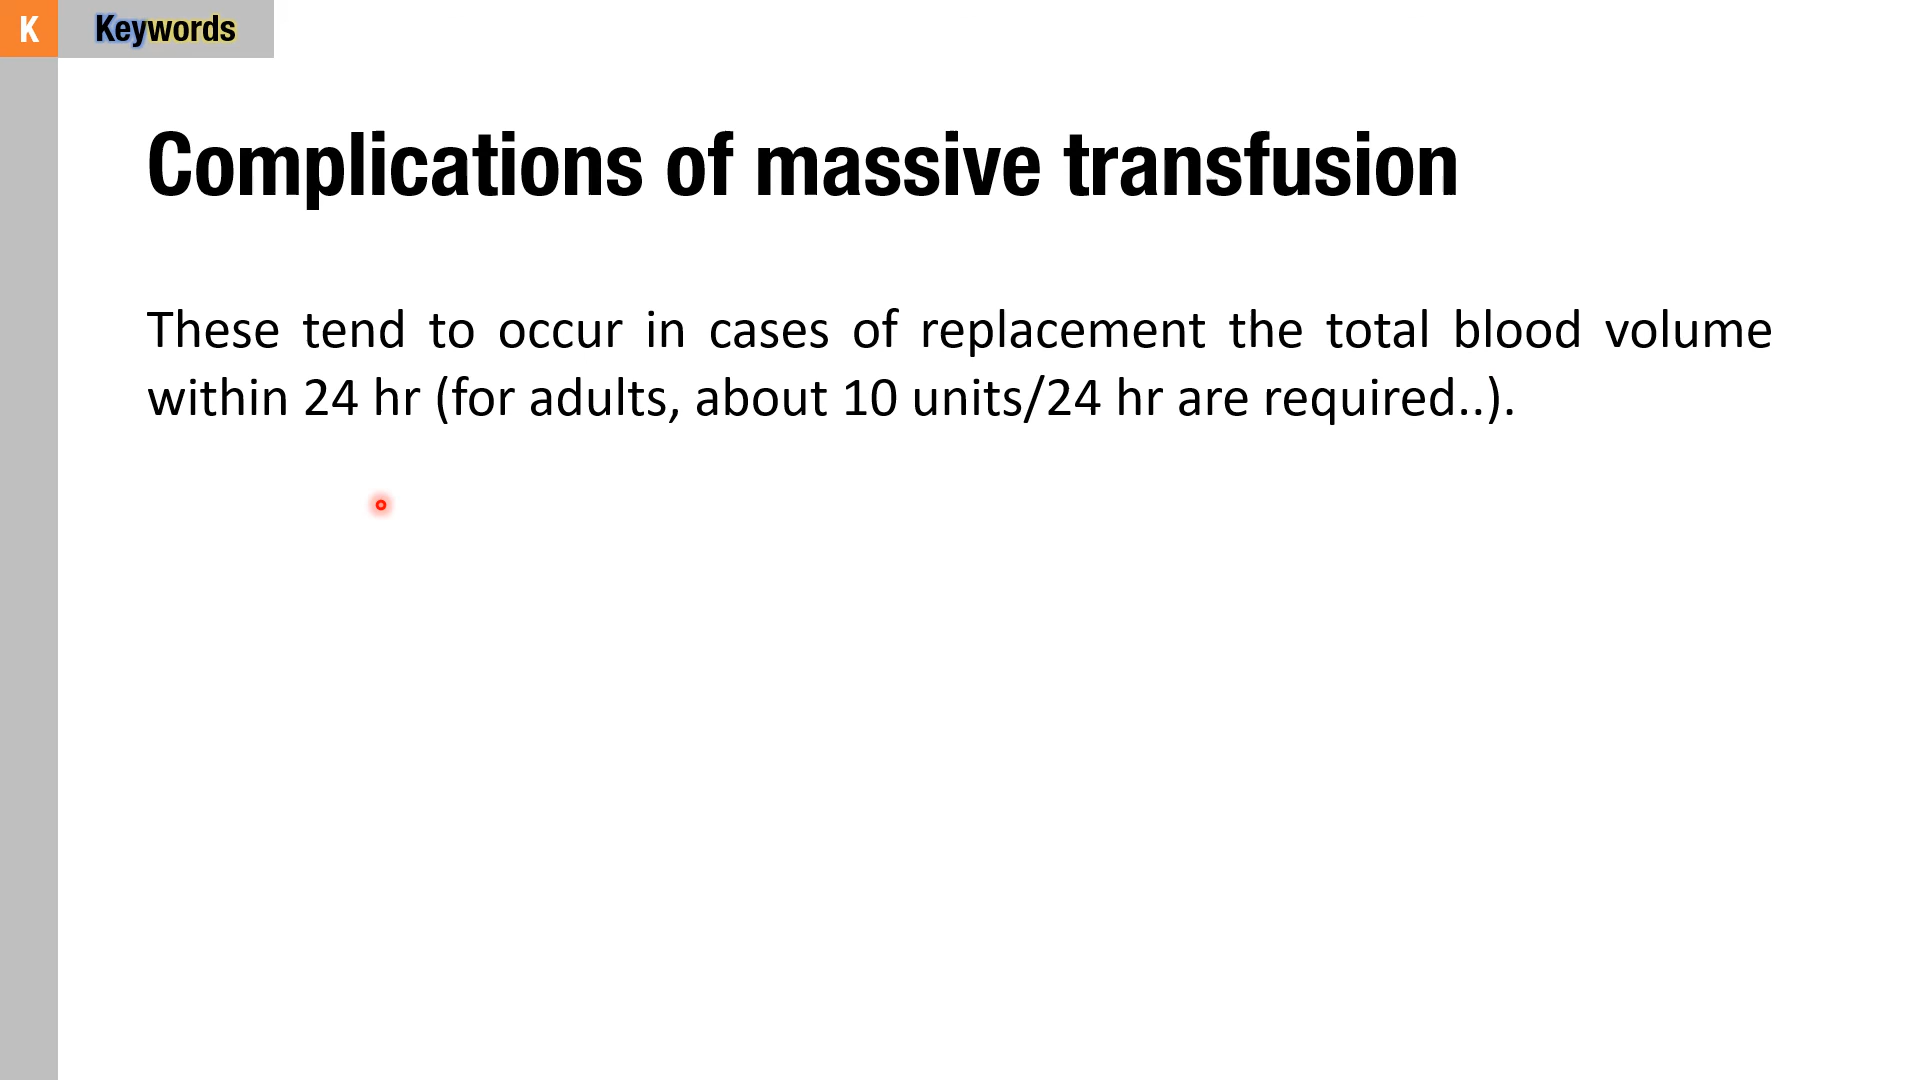 K
Keywords
Complications of massive transfusion
These tend to occur in cases of replacement the total blood volume
within 24 hr (for adults, about 10 units/24 hr are required..).